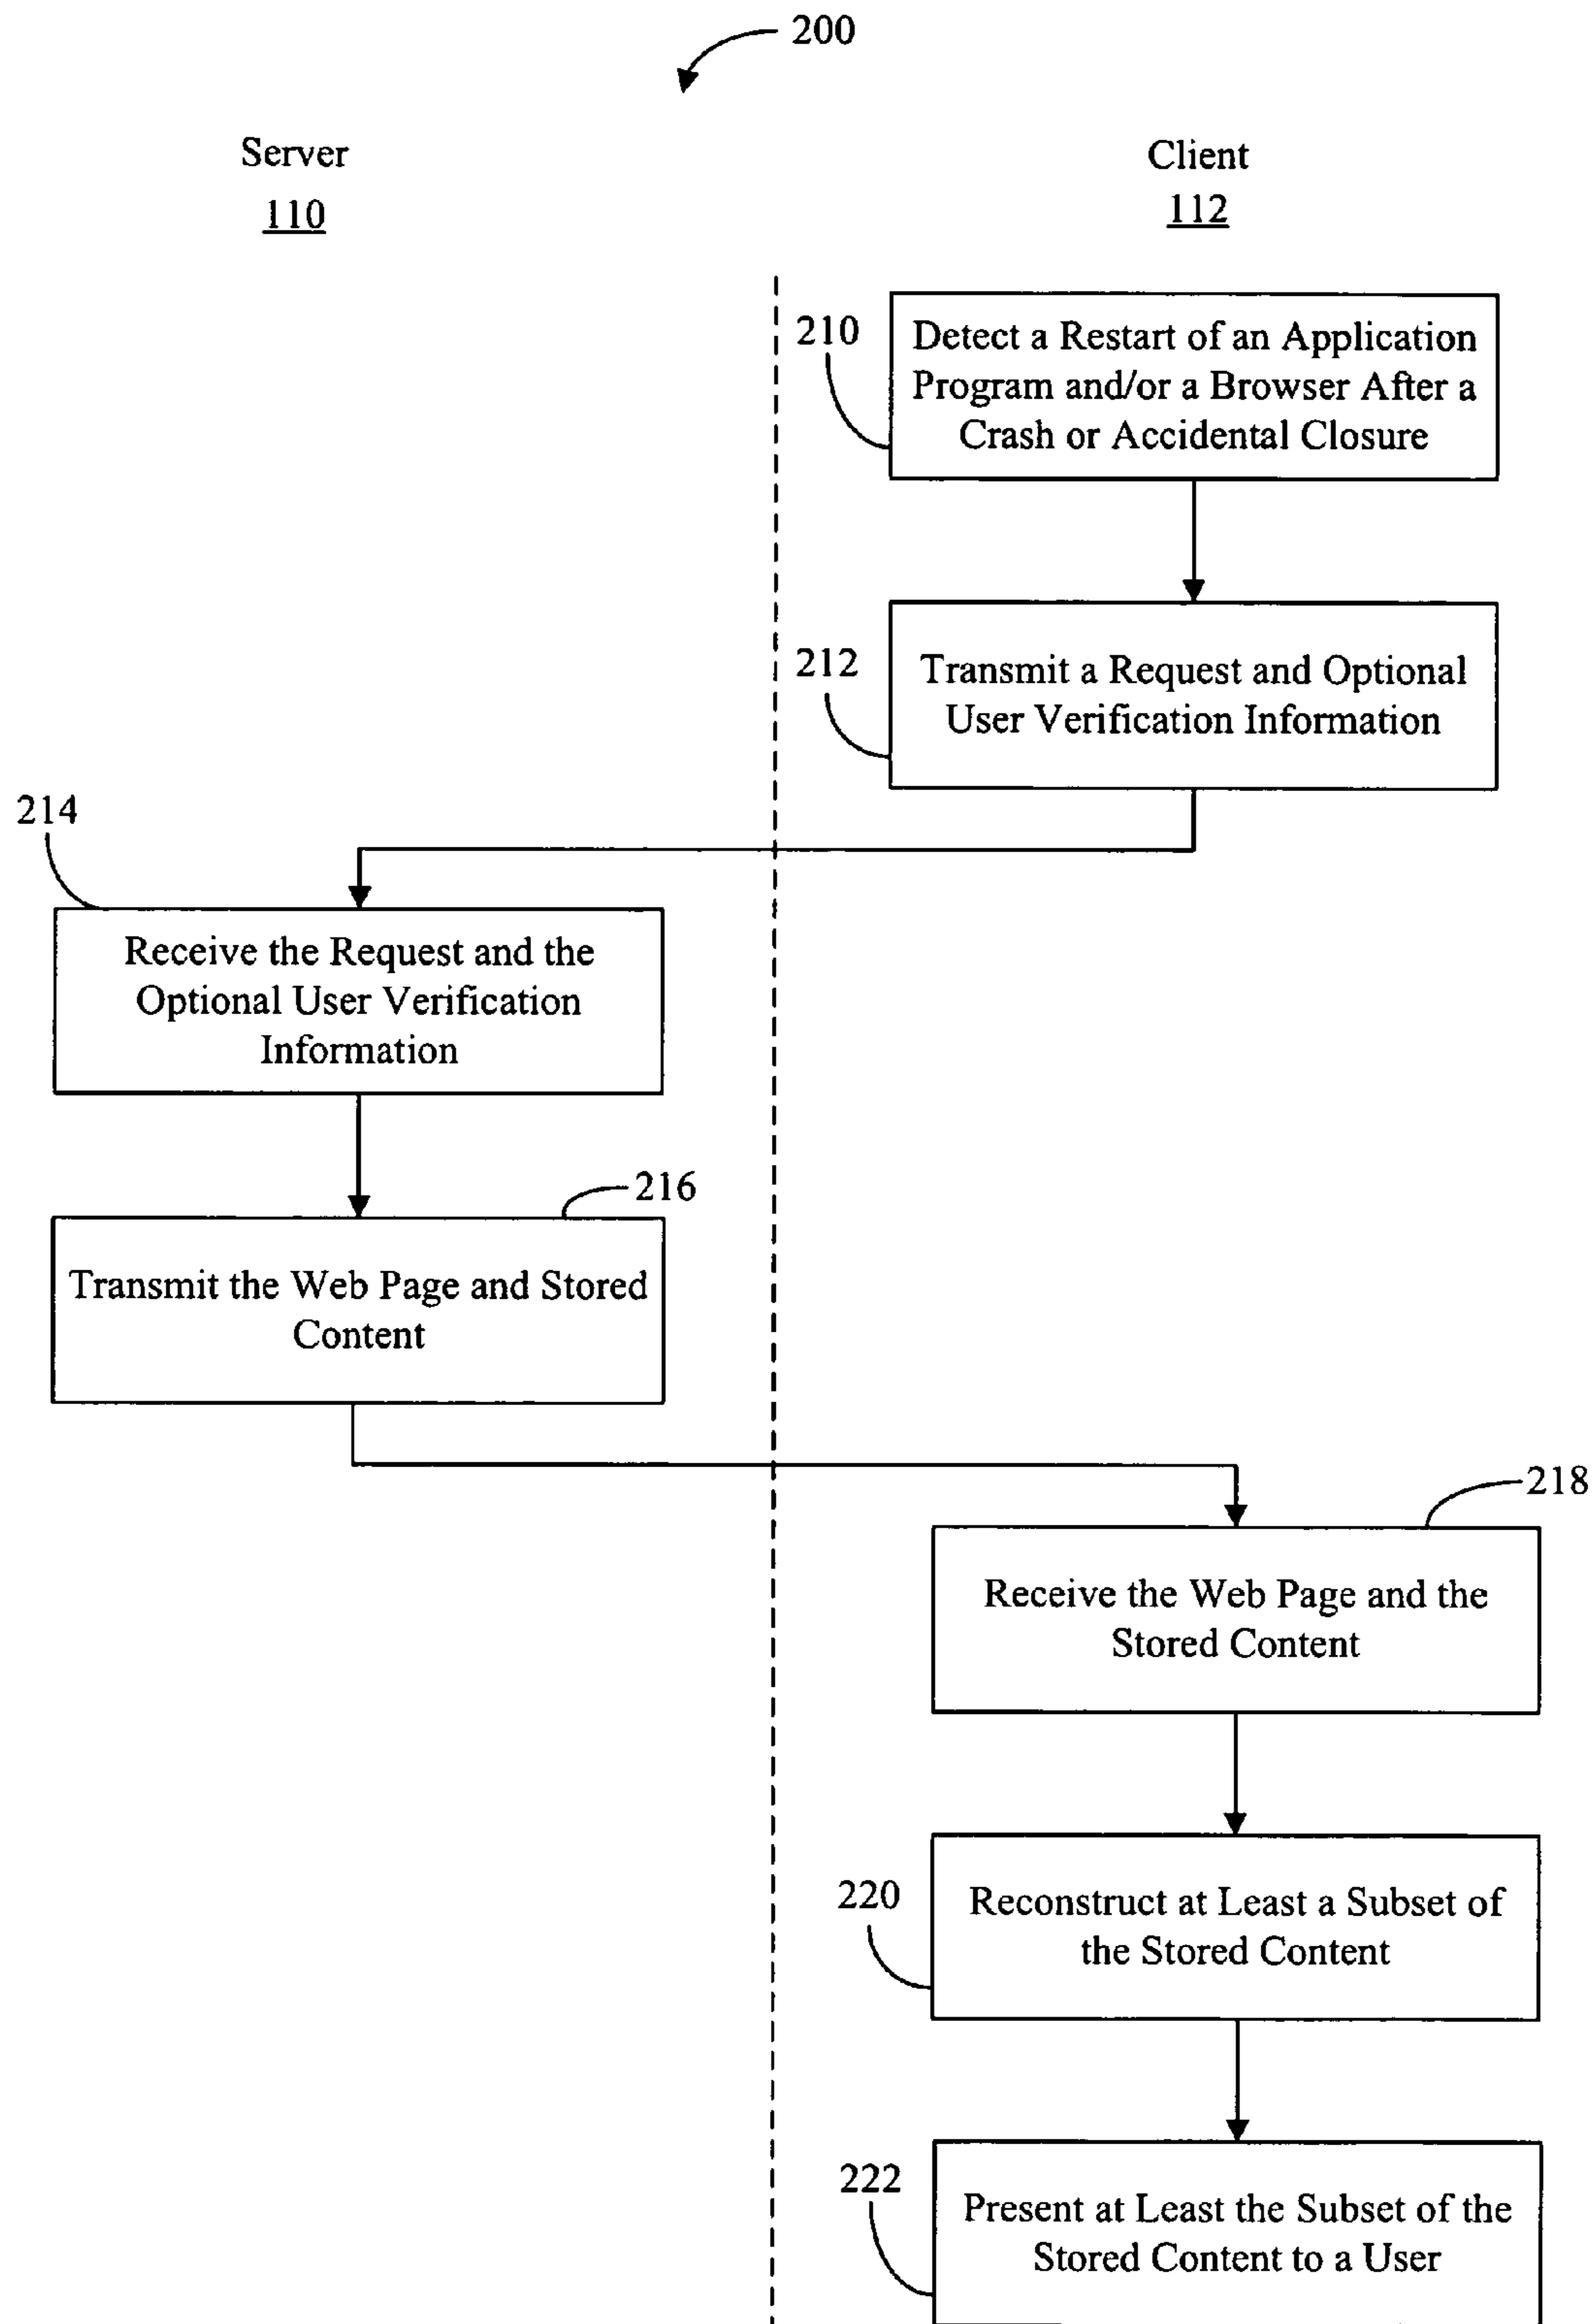 200
Server
110
Client
112
210
Detect a Restart of an Application
Program and/or a Browser After a
Crash or Accidental Closure
212
Transmit a Request and Optional
User Verification Information
214
Receive the Request and the
Optional User Verification
Information
216
Transmit the Web Page and Stored
Content
218
Receive the Web Page and the
Stored Content
220
Reconstruct at Least a Subset of
the Stored Content
222
Present at Least the Subset of the
Stored Content to a User